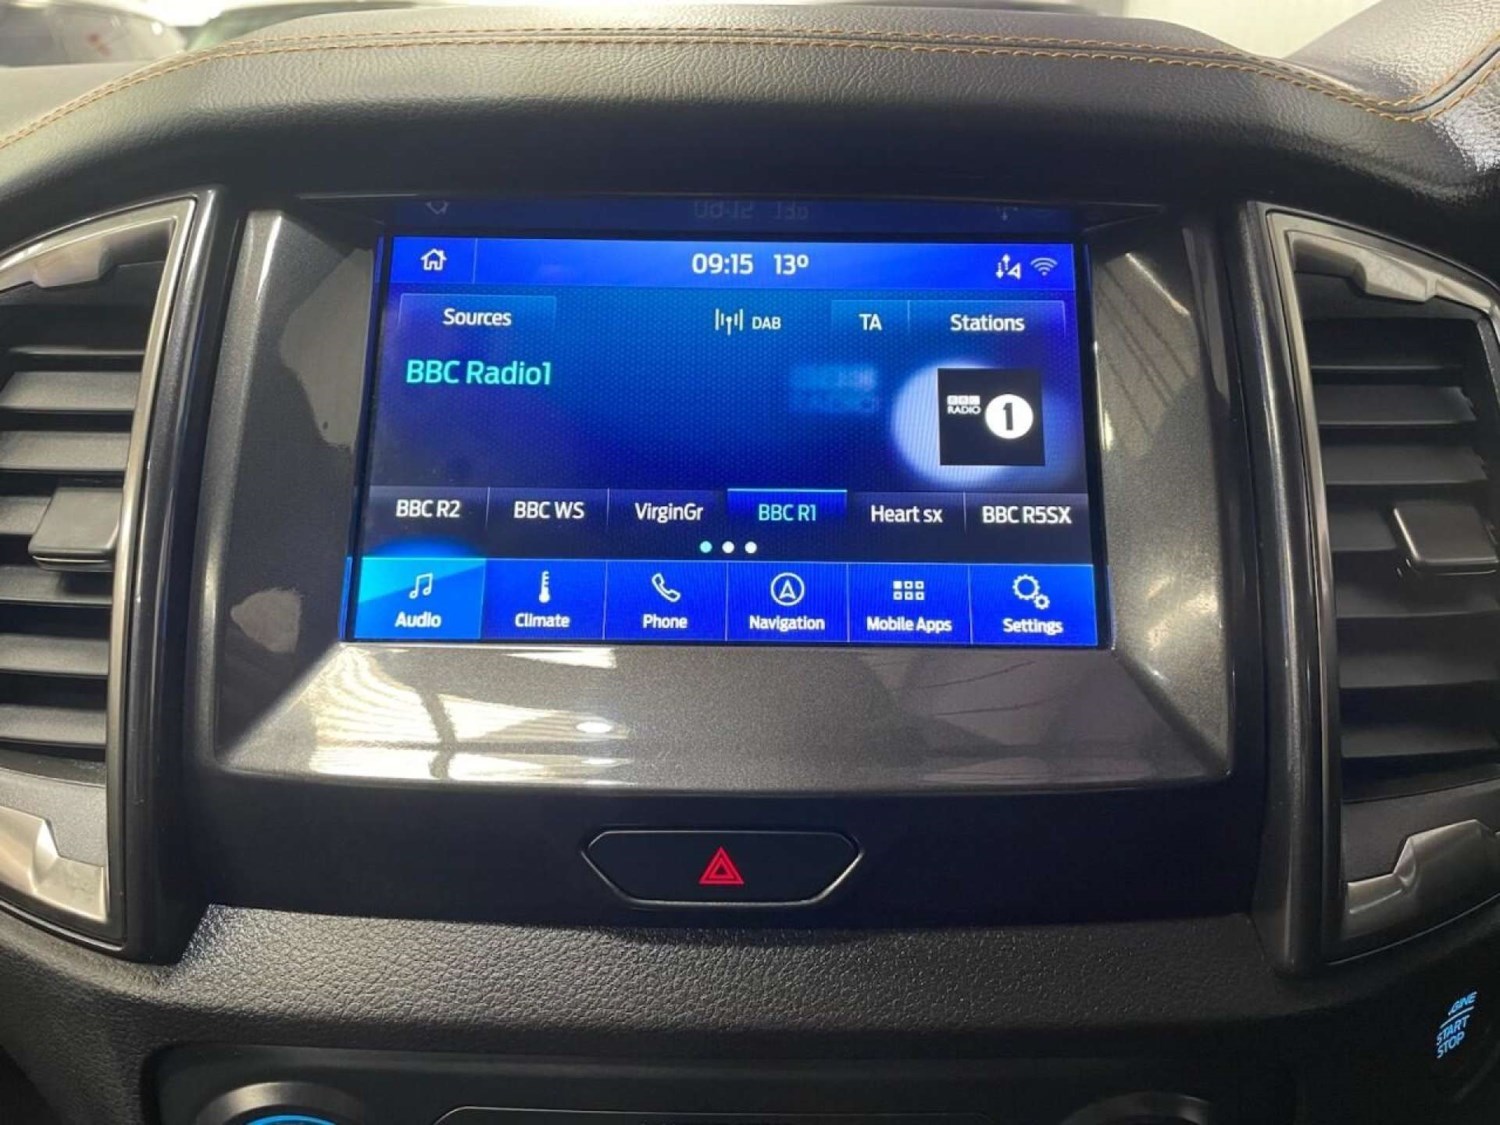 09:15 13°
Sources
DAB
TA
Stations
BBC Radio1
BBC
RADIO
1
BBC R2
BBC WS
VirginGr
BBC R1
Heart sx
BBC R5SX
Audio
Climate
Phone
Navigation
Mobile Apps
Settings
START
STOP